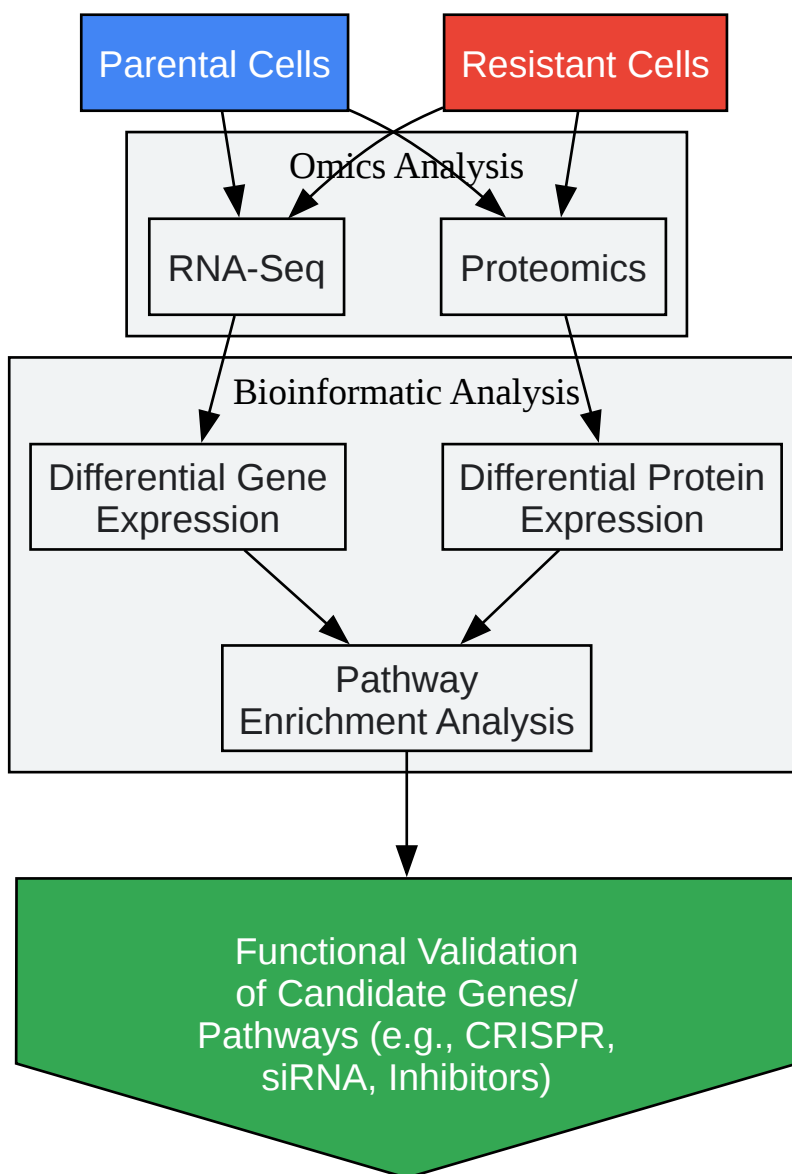 Parental Cells
Resistant Cells
Omics Analysis
RNA-Seq
Proteomics
Bioinformatic Analysis
Differential Gene
Expression
Differential Protein
Expression
Pathway
Enrichment Analysis
Functional Validation
of Candidate Genes/
Pathways (e.g., CRISPR,
siRNA, Inhibitors)